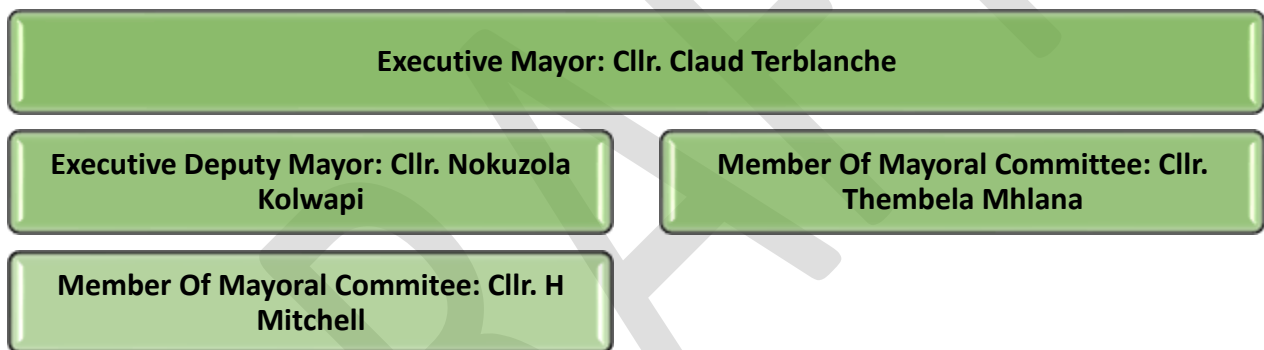 Executive Mayor: Cllr. Claud Terblanche
Executive Deputy Mayor: Cllr. Nokuzola
Kolwapi
Member Of Mayoral Committee: Cllr.
Thembela Mhlana
Member Of Mayoral Commitee: Cllr. H
Mitchell